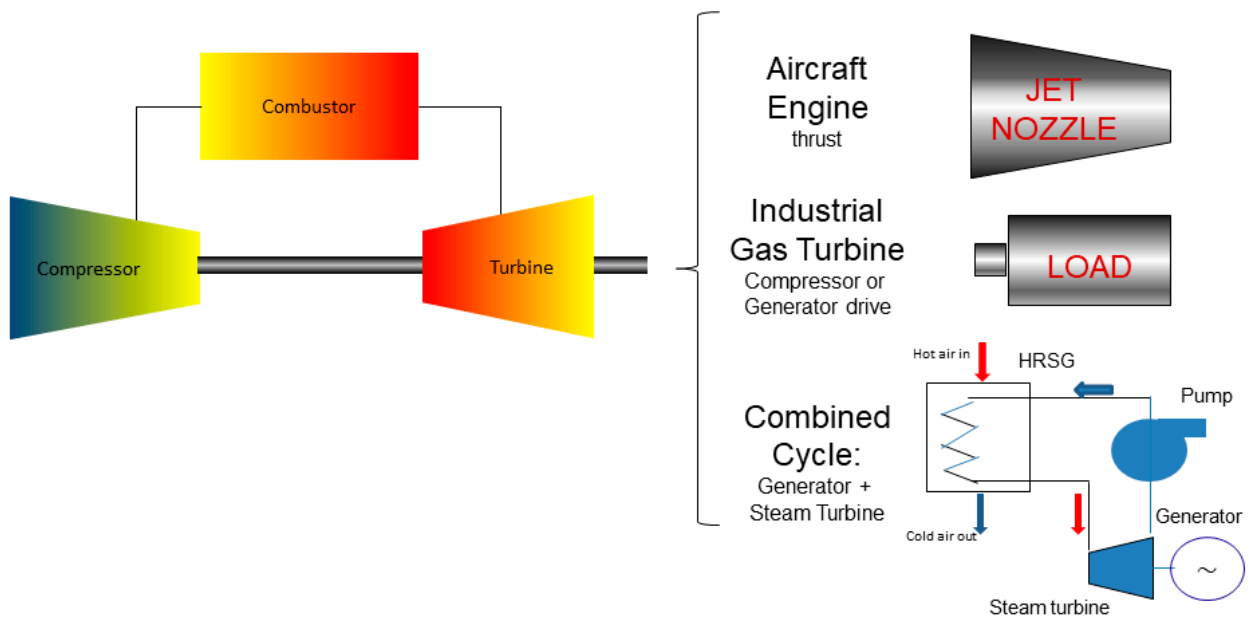 Combustor
Compressor
Turbine
Aircraft
Engine
thrust
JET
NOZZLE
Industrial
Gas Turbine
Compressor or
Generator drive
LOAD
Combined
Cycle:
Generator +
Steam Turbine
Hot air in
HRSG
Pump
Cold air out
Generator
~
Steam turbine